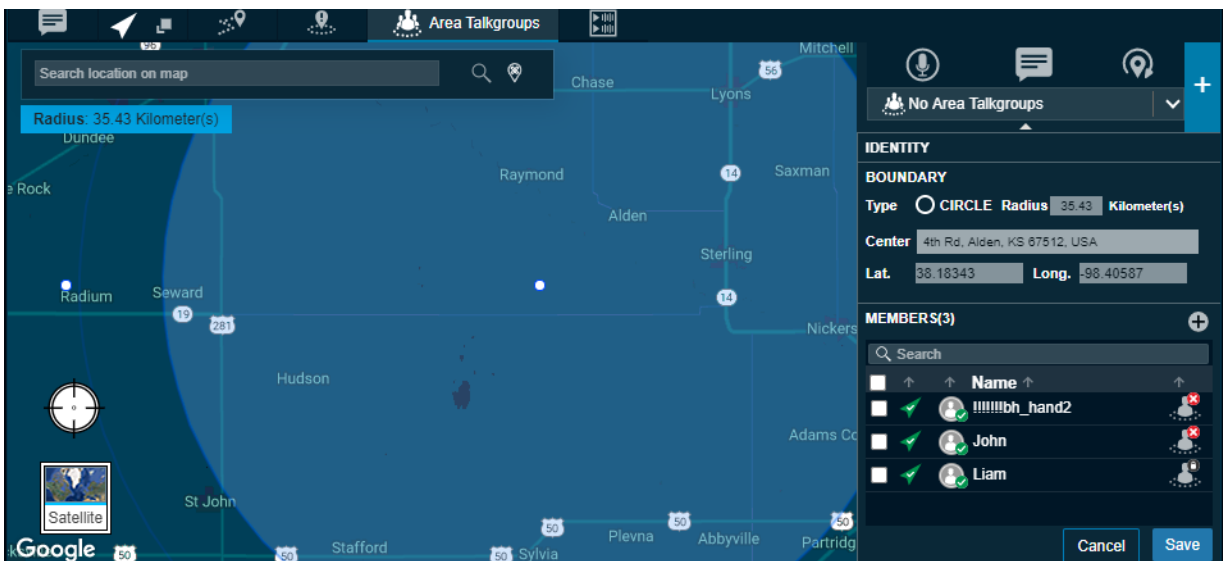 Area Talkgroups
96
Mitchell
Search location on map
Chase
56
Lyons
No Area Talkgroups
+
Radius: 35.43 Kilometer(s)
Dundee
IDENTITY
Raymond
14
Saxman
BOUNDARY
e Rock
Type CIRCLE Radius 35.43 Kilometer(s)
Alden
Center 4th Rd, Alden, KS 67512, USA
Sterling
Lat. 38.18343 Long. -98.40587
Radium
Seward
14
19
281
Nickers
MEMBERS(3)
Search
Hudson
Name
!!!!!!!bh_hand2
Adams Co
John
Liam
St John
Satellite
50
Plevna
50
Abbyville
50
Partridg
Google
50
50
Stafford
50
Sylvia
Cancel
Save